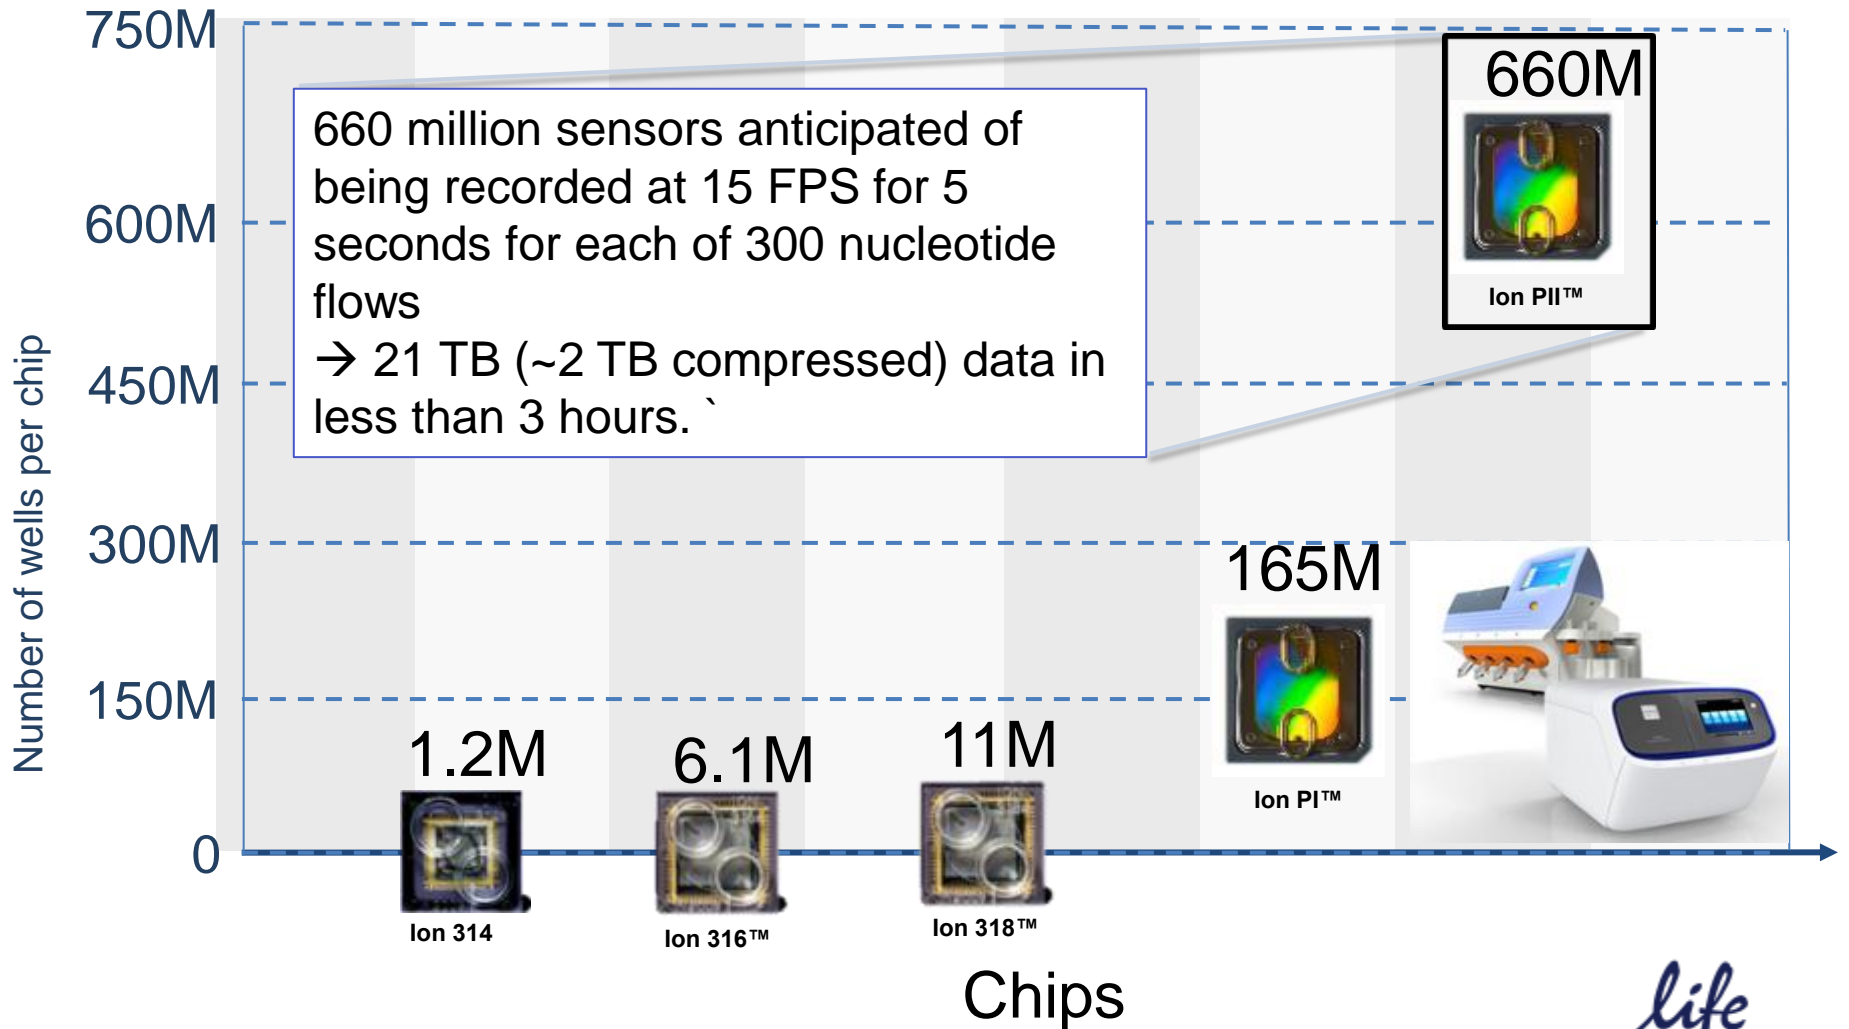 750M
660M
660 million sensors anticipated of
being recorded at 15 FPS for 5
seconds for each of 300 nucleotide
flows
→ 21 TB (~2 TB compressed) data in
less than 3 hours. `
Ion PII™
600M
450M
Number of wells per chip
300M
165M
Ion PI™
150M
1.2M
6.1M
11M
0
Ion 314
Ion 316™
Ion 318™
Chips
life